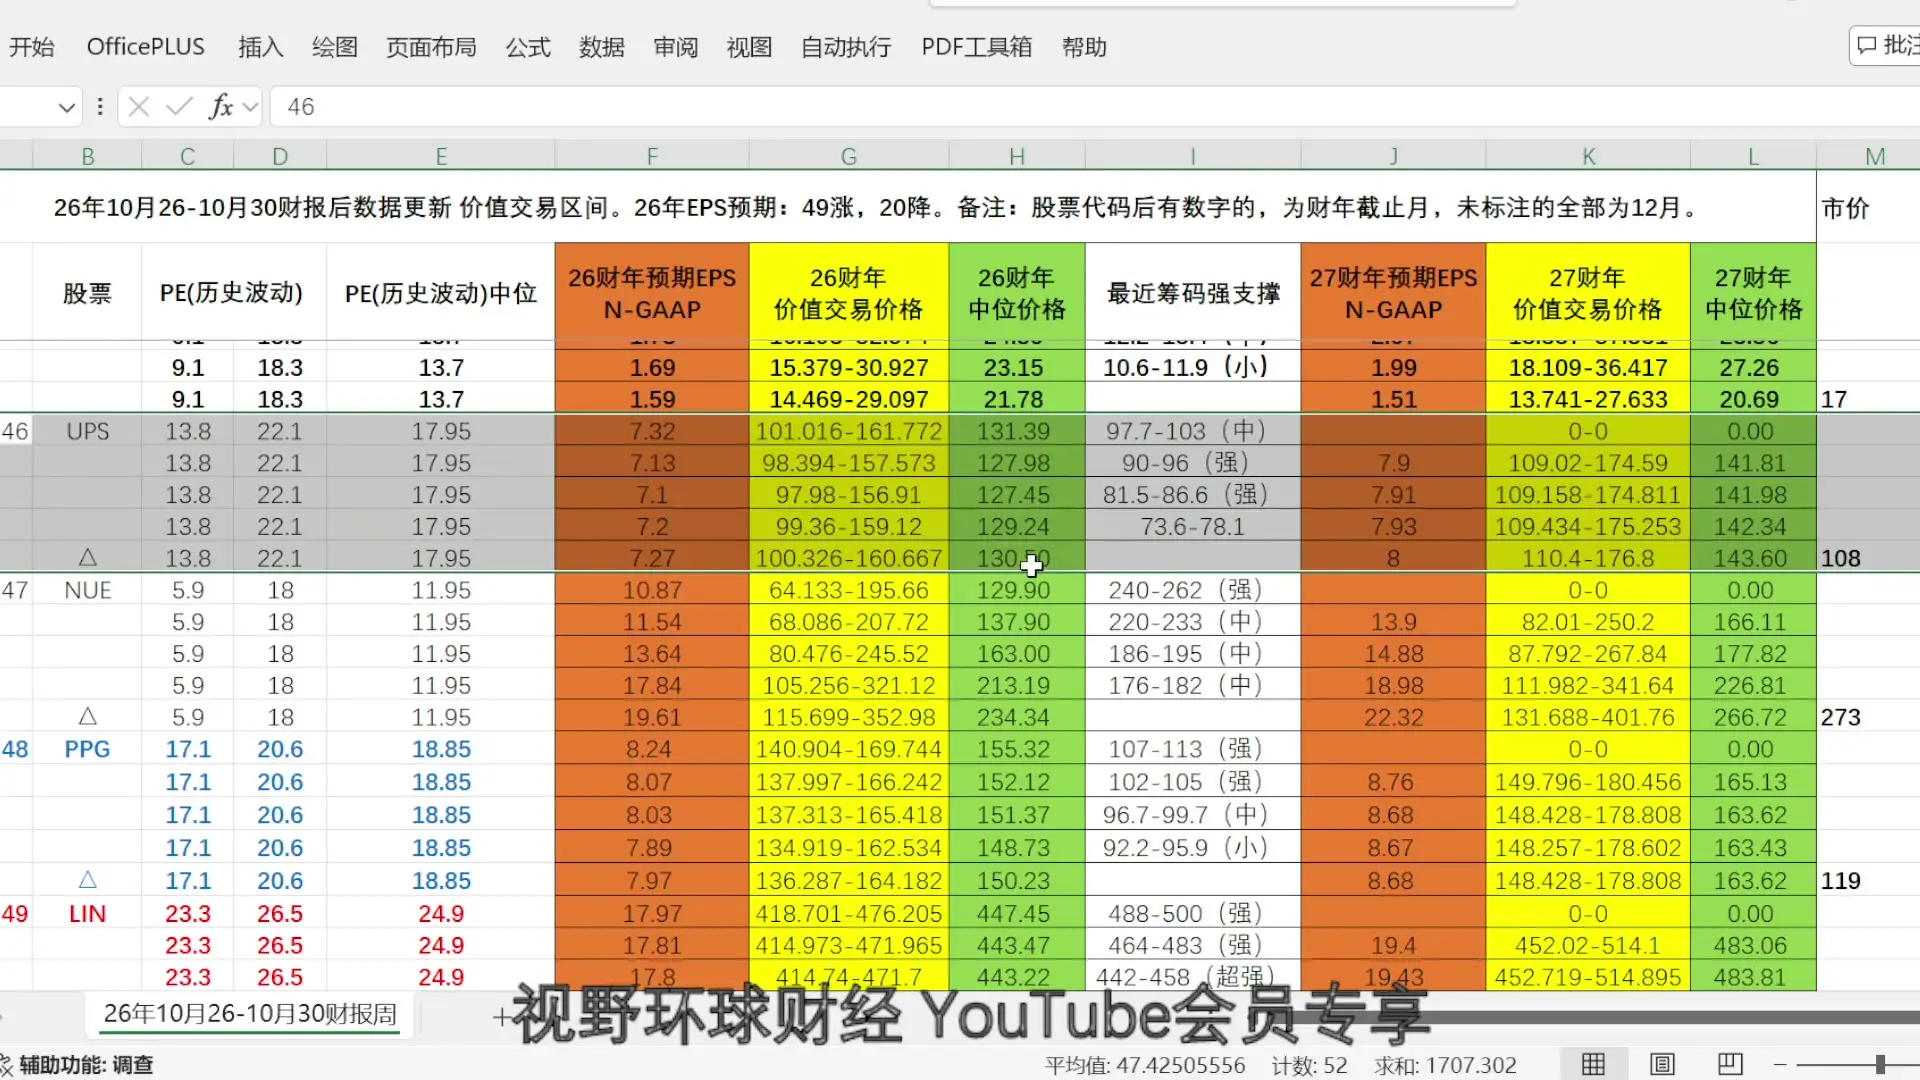 开始 OfficePLUS 插入 绘图 页面布局 公式 数据 审阅 视图 自动执行 PDF工具箱 帮助 批注
fx 46
B C D E F G H I J K L M
26年10月26-10月30财报后数据更新 价值交易区间。26年EPS预期：49涨，20降。备注：股票代码后有数字的，为财年截止月，未标注的全部为12月。 市价
股票 PE(历史波动) PE(历史波动)中位 26财年预期EPS N-GAAP 26财年 价值交易价格 26财年 中位价格 最近筹码强支撑 27财年预期EPS N-GAAP 27财年 价值交易价格 27财年 中位价格
9.1 18.3 13.7 1.69 15.379-30.927 23.15 10.6-11.9（小） 1.99 18.109-36.417 27.26
9.1 18.3 13.7 1.59 14.469-29.097 21.78 1.51 13.741-27.633 20.69 17
46 UPS 13.8 22.1 17.95 7.32 101.016-161.772 131.39 97.7-103（中） 0-0 0.00
13.8 22.1 17.95 7.13 98.394-157.573 127.98 90-96（强） 7.9 109.02-174.59 141.81
13.8 22.1 17.95 7.1 97.98-156.91 127.45 81.5-86.6（强） 7.91 109.158-174.811 141.98
13.8 22.1 17.95 7.2 99.36-159.12 129.24 73.6-78.1 7.93 109.434-175.253 142.34
△ 13.8 22.1 17.95 7.27 100.326-160.667 130.50 8 110.4-176.8 143.60 108
47 NUE 5.9 18 11.95 10.87 64.133-195.66 129.90 240-262（强） 0-0 0.00
5.9 18 11.95 11.54 68.086-207.72 137.90 220-233（中） 13.9 82.01-250.2 166.11
5.9 18 11.95 13.64 80.476-245.52 163.00 186-195（中） 14.88 87.792-267.84 177.82
5.9 18 11.95 17.84 105.256-321.12 213.19 176-182（中） 18.98 111.982-341.64 226.81
△ 5.9 18 11.95 19.61 115.699-352.98 234.34 22.32 131.688-401.76 266.72 273
48 PPG 17.1 20.6 18.85 8.24 140.904-169.744 155.32 107-113（强） 0-0 0.00
17.1 20.6 18.85 8.07 137.997-166.242 152.12 102-105（强） 8.76 149.796-180.456 165.13
17.1 20.6 18.85 8.03 137.313-165.418 151.37 96.7-99.7（中） 8.68 148.428-178.808 163.62
17.1 20.6 18.85 7.89 134.919-162.534 148.73 92.2-95.9（小） 8.67 148.257-178.602 163.43
△ 17.1 20.6 18.85 7.97 136.287-164.182 150.23 8.68 148.428-178.808 163.62 119
49 LIN 23.3 26.5 24.9 17.97 418.701-476.205 447.45 488-500（强） 0-0 0.00
23.3 26.5 24.9 17.81 414.973-471.965 443.47 464-483（强） 19.4 452.02-514.1 483.06
23.3 26.5 24.9 17.8 414.74-471.7 443.22 442-458（超强） 19.43 452.719-514.895 483.81
26年10月26-10月30财报周 +
视野环球财经 YouTube会员专享
辅助功能: 调查 平均值: 47.42505556 计数: 52 求和: 1707.302